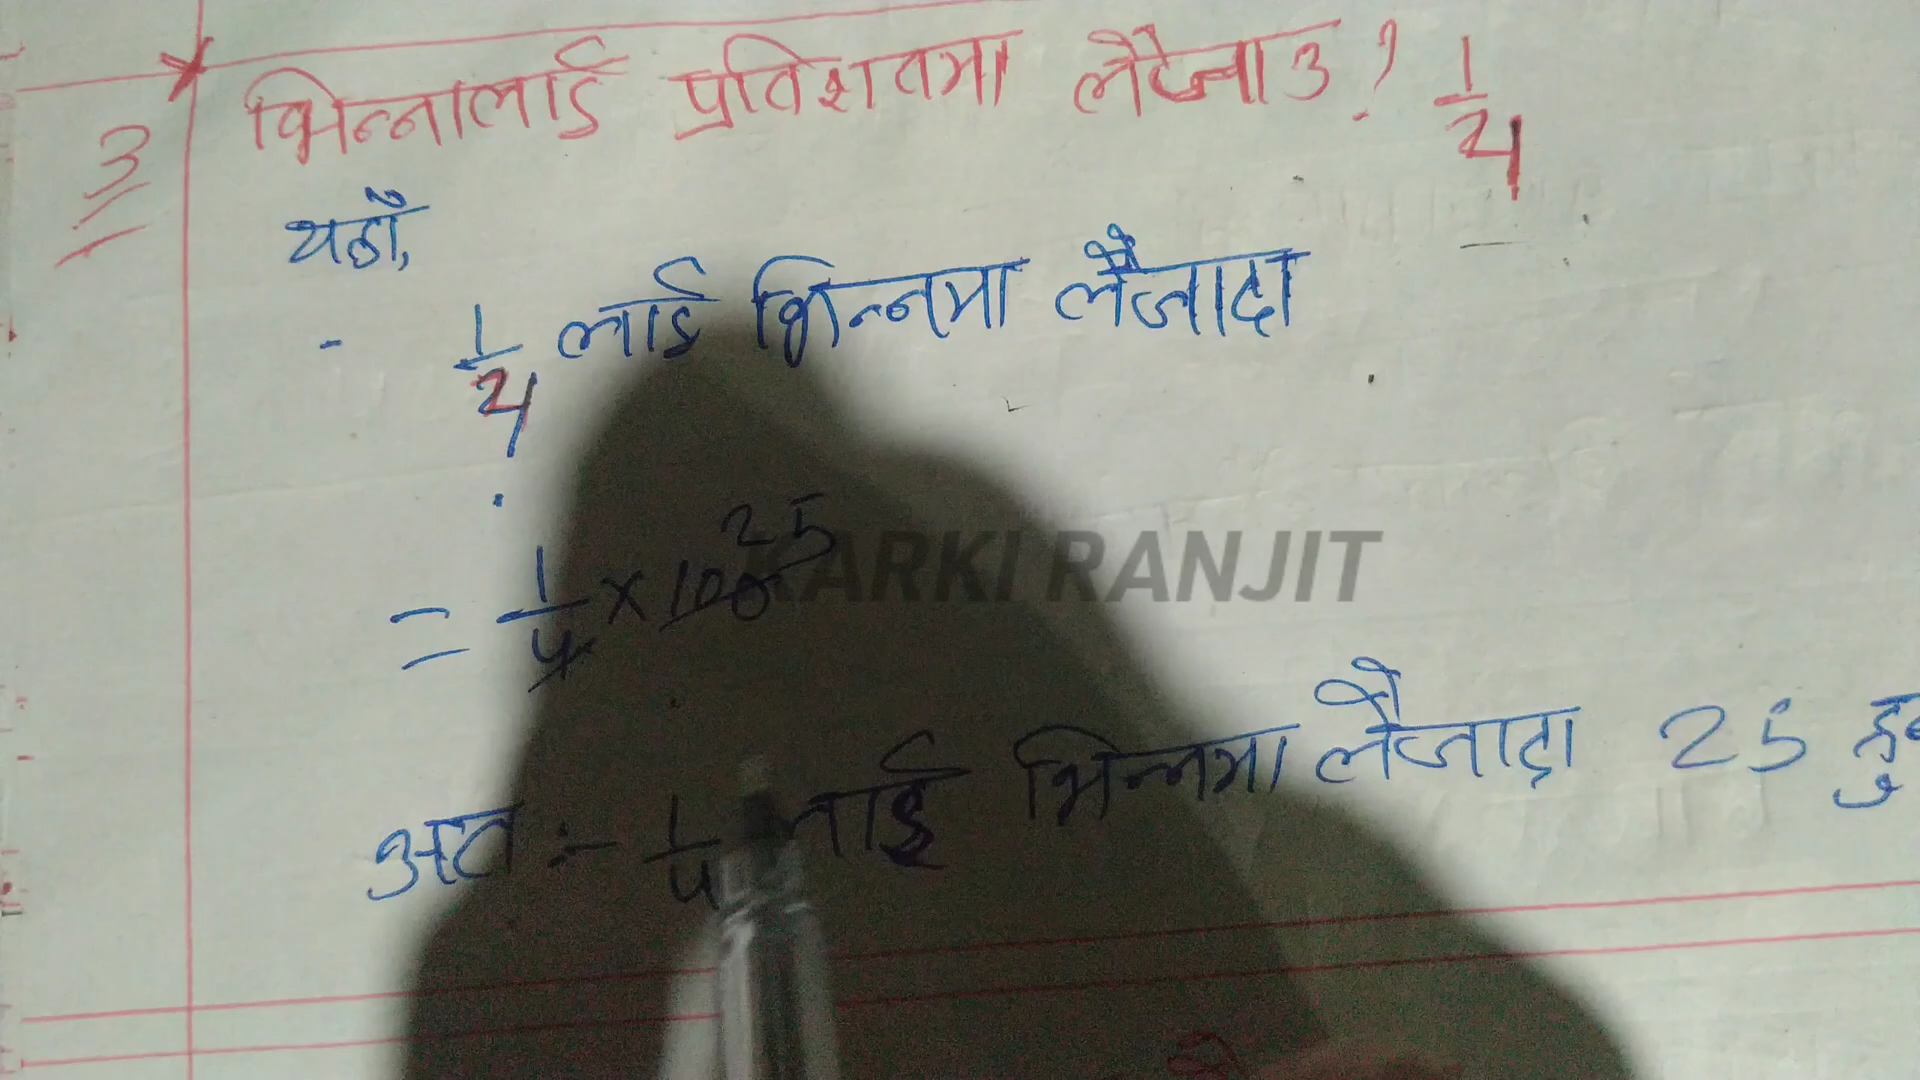 3 भिन्नलाई प्रतिशतमा लैजाउ? 1/4
यहाँ,
- 1/4 लाई भिन्नमा लैजादा
25
= 1/4 × 100
KARKI RANJIT
अतः - 1/4 लाई भिन्नमा लैजादा 25